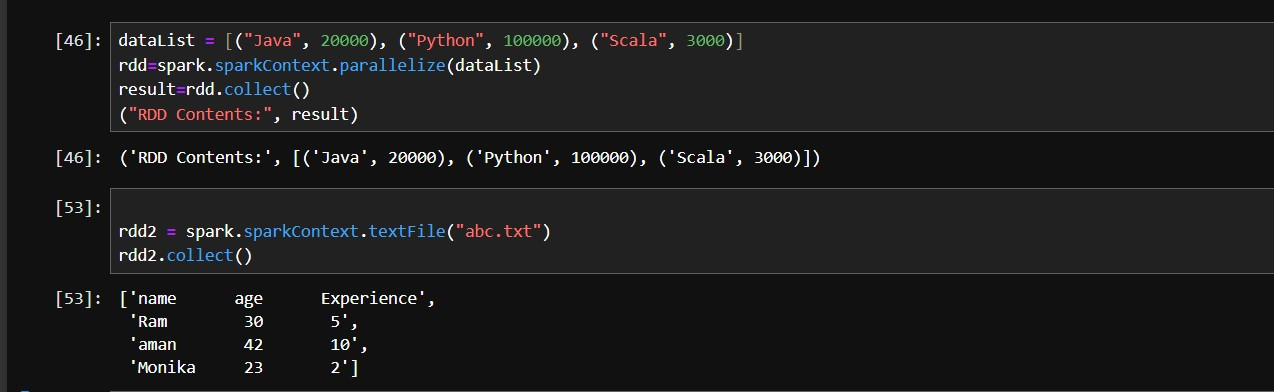 [46]: dataList = [("Java", 20000), ("Python", 100000), ("Scala", 3000)]
rdd=spark.sparkContext.parallelize(dataList)
result=rdd.collect()
("RDD Contents:", result)
[46]: ('RDD Contents:', [('Java', 20000), ('Python', 100000), ('Scala', 3000)])
[53]:
rdd2 = spark.sparkContext.textFile("abc.txt")
rdd2.collect()
[53]: ['name      age      Experience',
'Ram        30       5',
'aman       42       10',
'Monika     23       2']